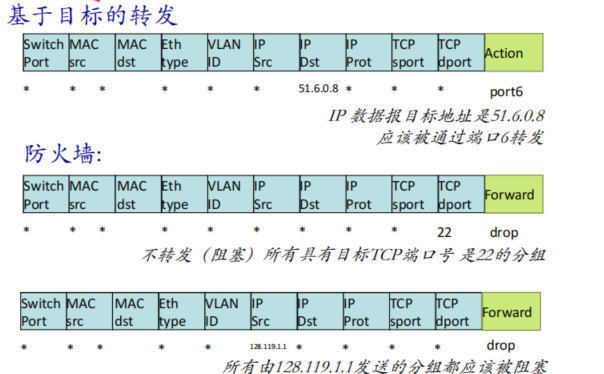 基于目标的转发
Switch Port MAC src MAC dst Eth type VLAN ID IP Src IP Dst IP Prot TCP sport TCP dport Action
* * * * * * 51.6.0.8 * * * port6
IP 数据报目标地址是51.6.0.8
应该被通过端口6转发
防火墙:
Switch Port MAC src MAC dst Eth type VLAN ID IP Src IP Dst IP Prot TCP sport TCP dport Forward
* * * * * * * * * 22 drop
不转发（阻塞）所有具有目标TCP端口号 是22的分组
Switch Port MAC src MAC dst Eth type VLAN ID IP Src IP Dst IP Prot TCP sport TCP dport Forward
* * * * * 128.119.1.1 * * * * drop
所有由128.119.1.1发送的分组都应该被阻塞